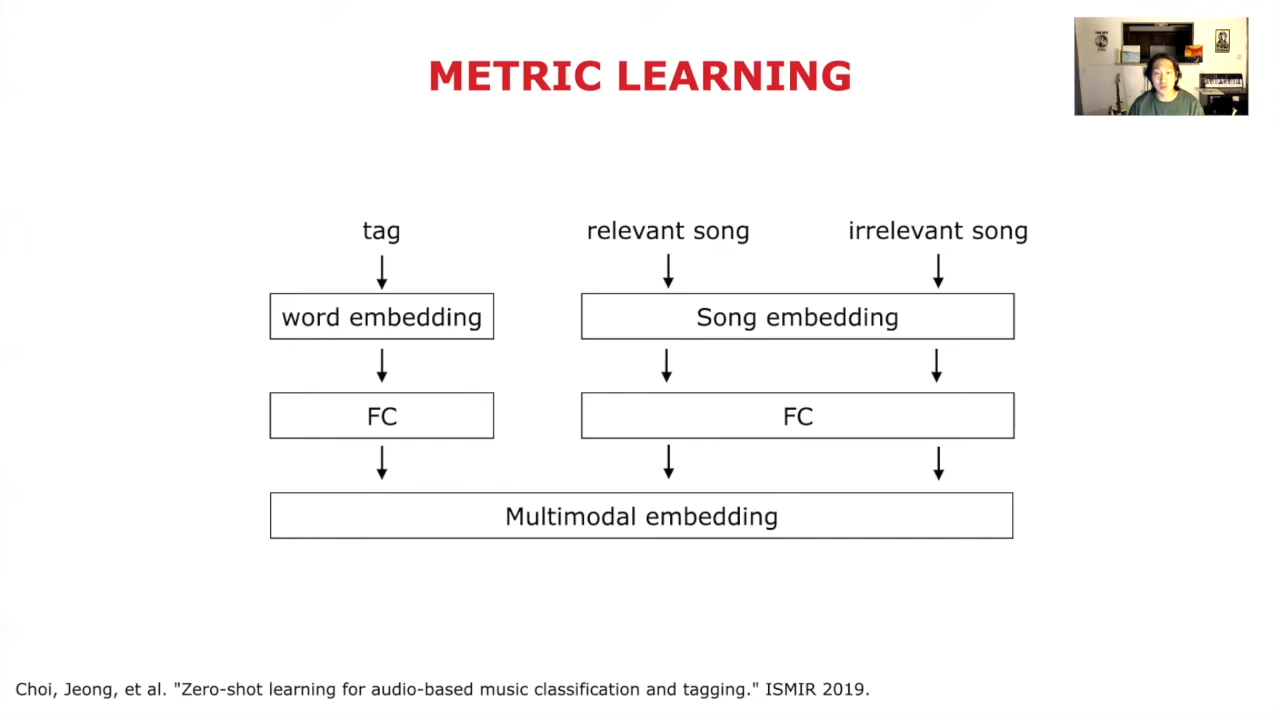 METRIC LEARNING
tag
relevant song
irrelevant song
word embedding
Song embedding
FC
FC
Multimodal embedding
Choi, Jeong, et al. "Zero-shot learning for audio-based music classification and tagging." ISMIR 2019.